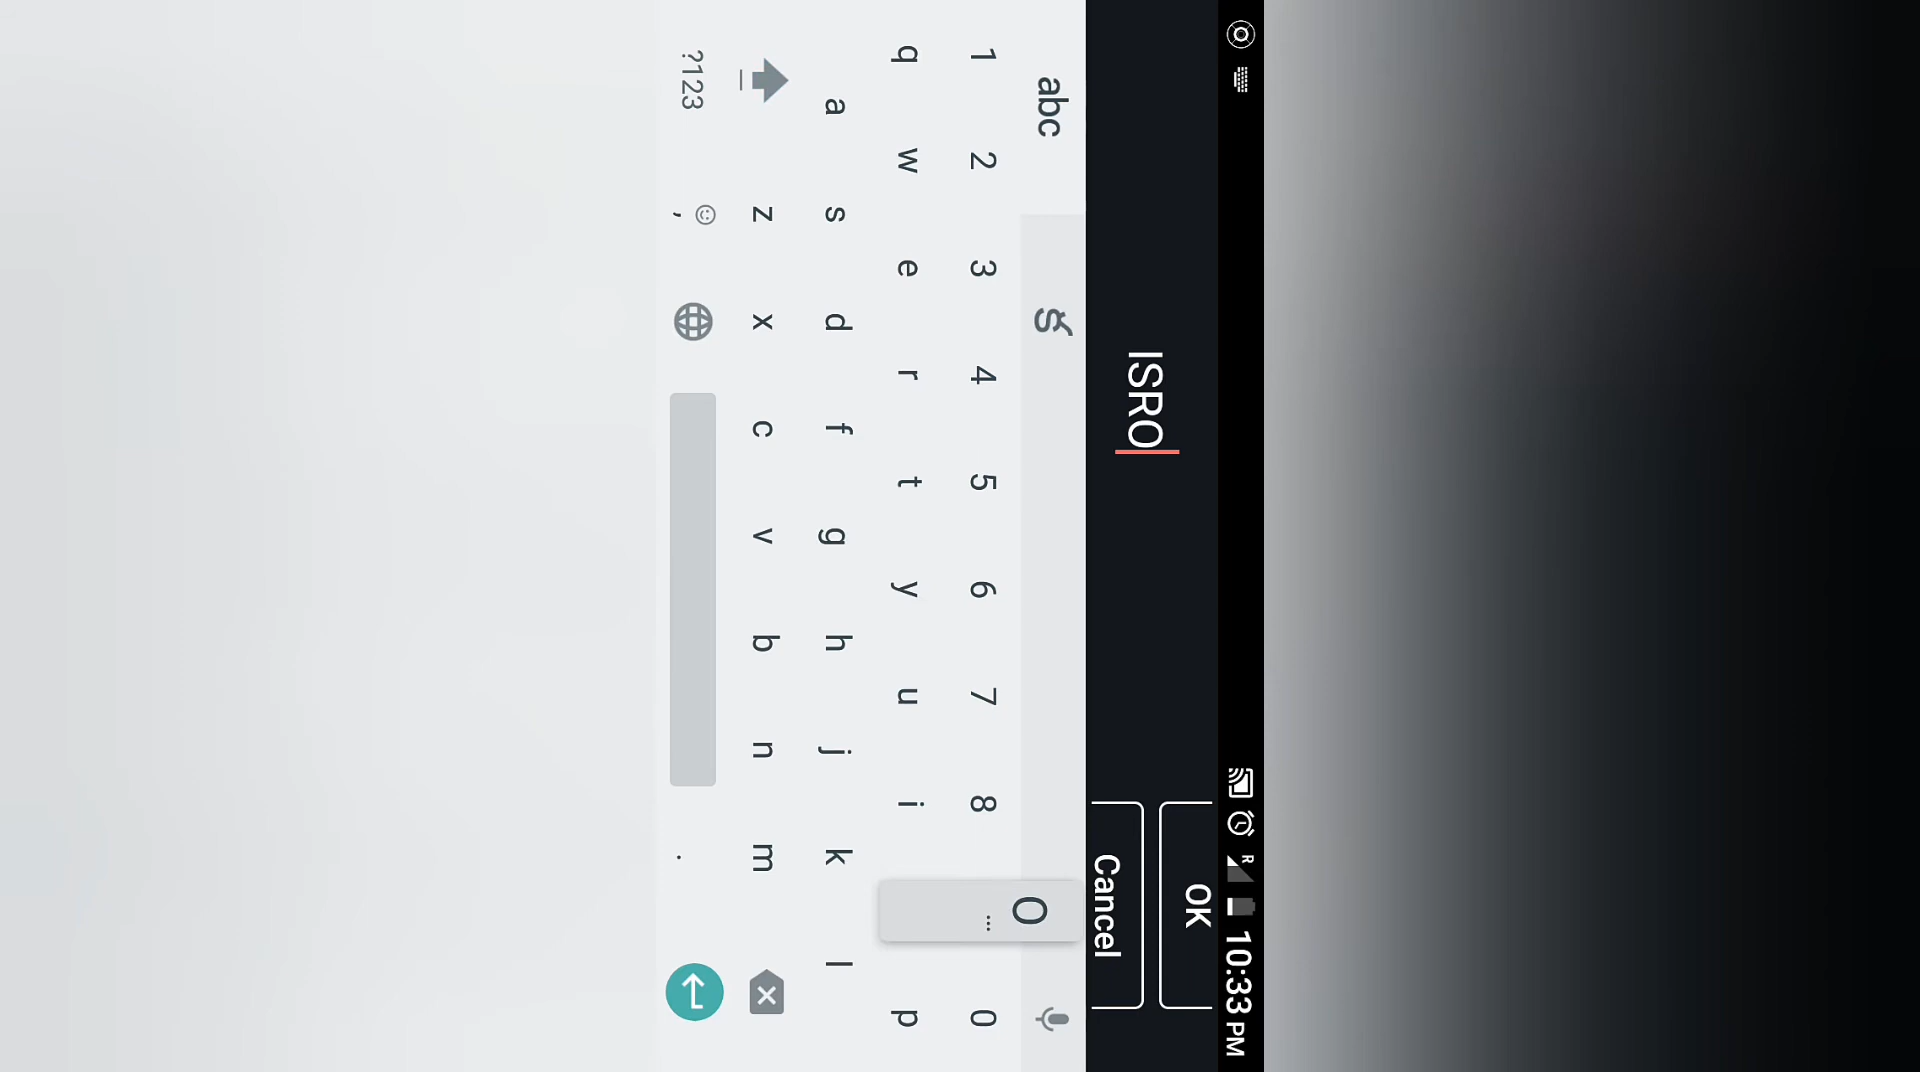 R 10:33 PM
OK
ISRO
Cancel
abc ಕ
1 2 3 4 5 6 7 8 0
O
...
q w e r t y u i p
a s d f g h j k l
z x c v b n m
?123 , .